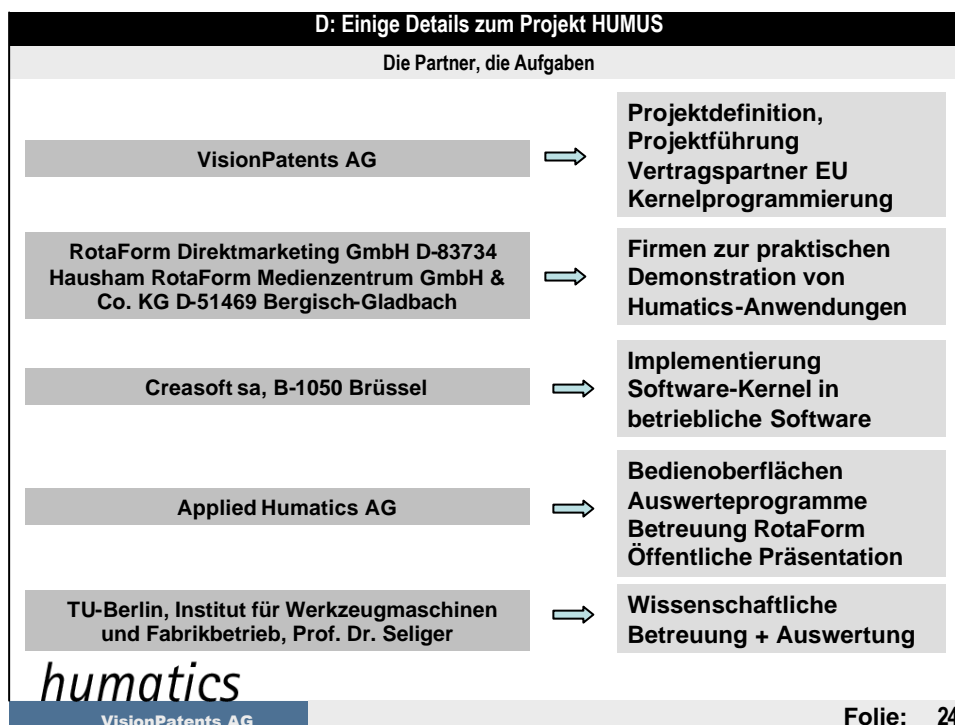 D: Einige Details zum Projekt HUMUS
Die Partner, die Aufgaben
VisionPatents AG
Projektdefinition,
Projektführung
Vertragspartner EU
Kernelprogrammierung
RotaForm Direktmarketing GmbH D-83734
Hausham RotaForm Medienzentrum GmbH &
Co. KG D-51469 Bergisch-Gladbach
Firmen zur praktischen
Demonstration von
Humatics-Anwendungen
Creasoft sa, B-1050 Brüssel
Implementierung
Software-Kernel in
betriebliche Software
Applied Humatics AG
Bedienoberflächen
Auswerteprogramme
Betreuung RotaForm
Öffentliche Präsentation
TU-Berlin, Institut für Werkzeugmaschinen
und Fabrikbetrieb, Prof. Dr. Seliger
Wissenschaftliche
Betreuung + Auswertung
humatics
VisionPatents AG
Folie: 24